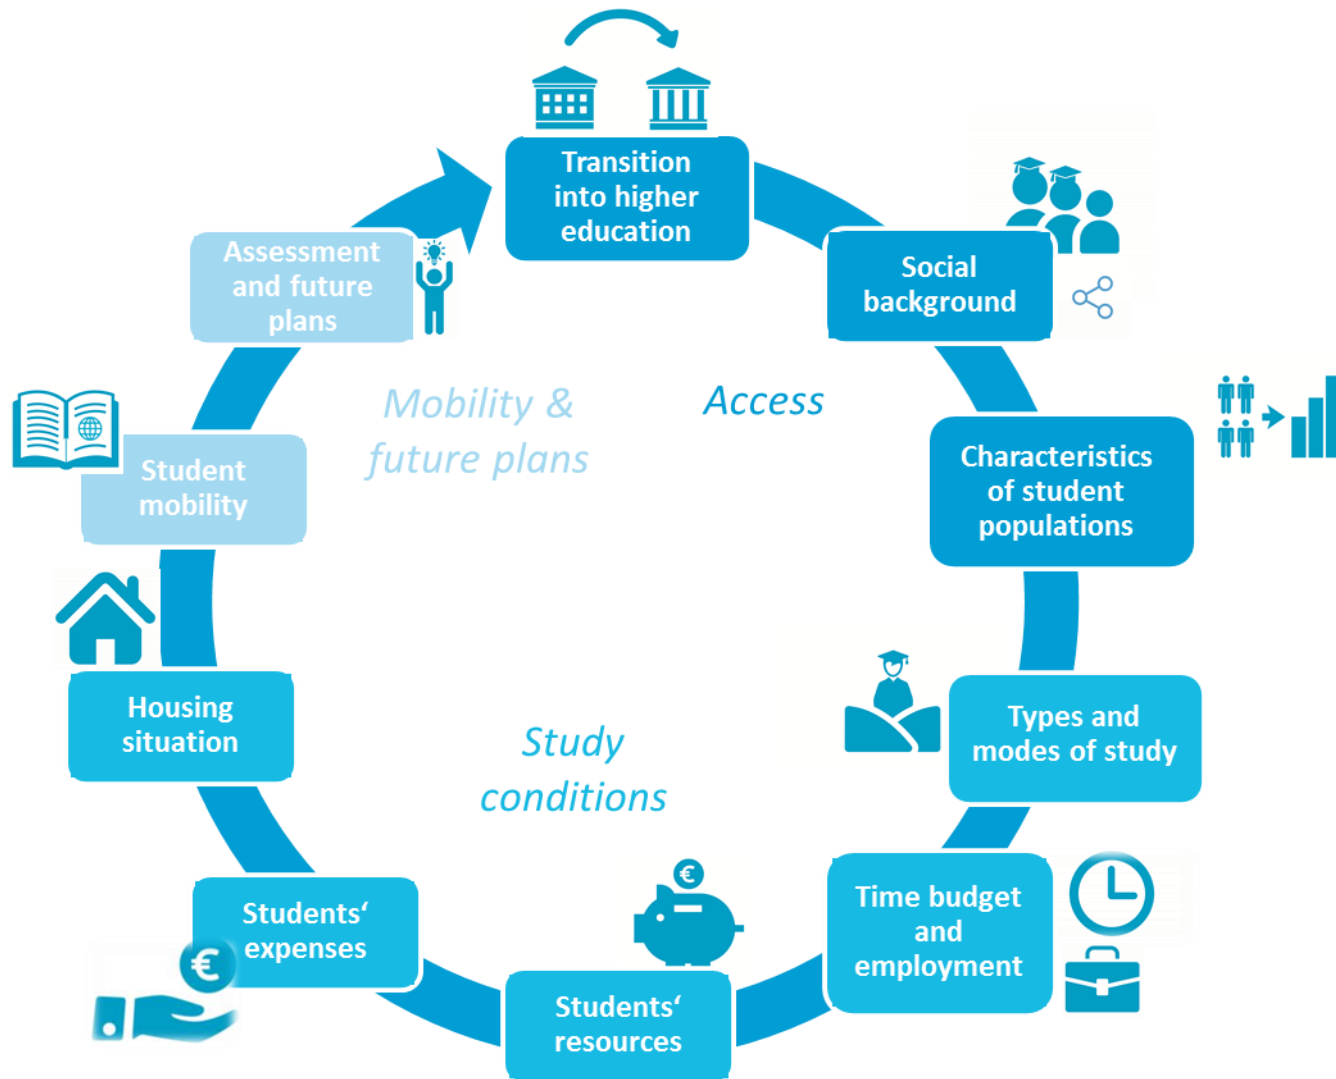 Transition
into higher
education
Social
background
Characteristics
of student
populations
Types and
modes of study
Time budget
and
employment
Students‘
resources
Students‘
expenses
Housing
situation
Student
mobility
Assessment
and future
plans
Mobility &
future plans
Access
Study
conditions
€
€